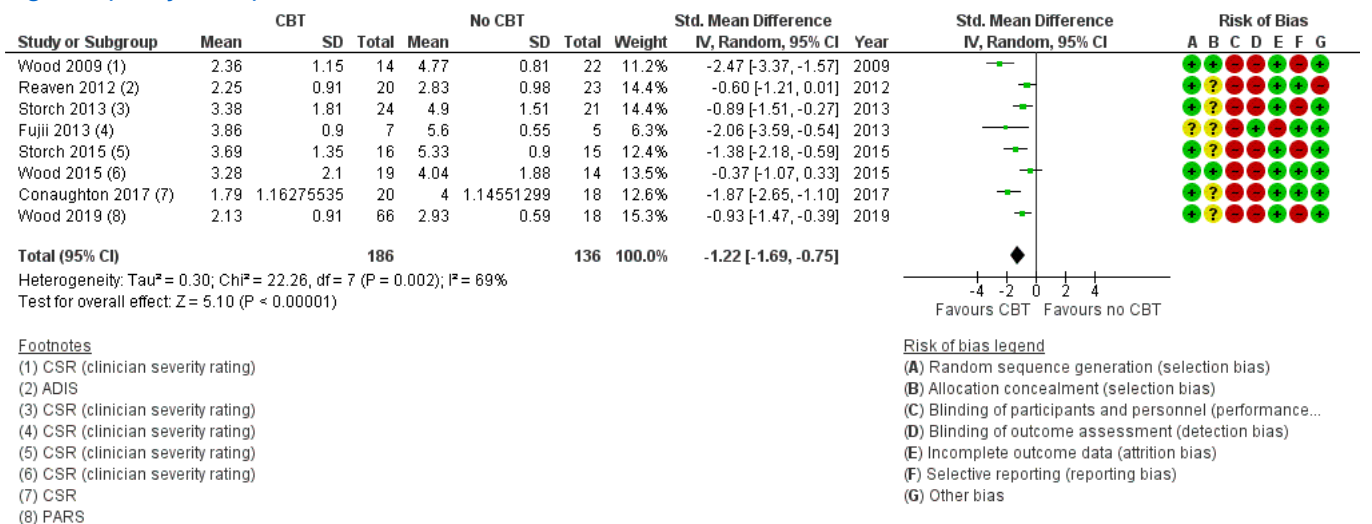 CBT No CBT Std. Mean Difference Std. Mean Difference Risk of Bias
Study or Subgroup Mean SD Total Mean SD Total Weight IV, Random, 95% CI Year IV, Random, 95% CI A B C D E F G
Wood 2009 (1) 2.36 1.15 14 4.77 0.81 22 11.2% -2.47 [-3.37, -1.57] 2009 + + - - + - +
Reaven 2012 (2) 2.25 0.91 20 2.83 0.98 23 14.4% -0.60 [-1.21, 0.01] 2012 + ? - - + + -
Storch 2013 (3) 3.38 1.81 24 4.9 1.51 21 14.3% -0.89 [-1.51, -0.27] 2013 + ? - - + - +
Fujii 2013 (4) 3.86 0.9 7 5.6 0.55 5 6.3% -2.06 [-3.59, -0.54] 2013 ? ? - + - + +
Storch 2015 (5) 3.69 1.35 16 5.33 0.9 15 12.4% -1.38 [-2.18, -0.59] 2015 + ? - - + - +
Wood 2015 (6) 3.28 2.1 19 4.04 1.88 14 13.5% -0.37 [-1.07, 0.33] 2015 + + - - + + +
Conaughton 2017 (7) 1.79 1.16275535 20 4 1.14551299 18 12.6% -1.87 [-2.65, -1.10] 2017 + ? - - + + +
Wood 2019 (8) 2.13 0.91 66 2.93 0.59 18 15.3% -0.93 [-1.47, -0.39] 2019 + ? - - + - +
Total (95% CI) 186 136 100.0% -1.22 [-1.69, -0.75]
Heterogeneity: Tau² = 0.30; Chi² = 22.26, df = 7 (P = 0.002); I² = 69%
Test for overall effect: Z = 5.10 (P < 0.00001)
-4 -2 0 2 4
Favours CBT Favours no CBT
Footnotes
(1) CSR (clinician severity rating)
(2) ADIS
(3) CSR (clinician severity rating)
(4) CSR (clinician severity rating)
(5) CSR (clinician severity rating)
(6) CSR (clinician severity rating)
(7) CSR
(8) PARS
Risk of bias legend
(A) Random sequence generation (selection bias)
(B) Allocation concealment (selection bias)
(C) Blinding of participants and personnel (performance...
(D) Blinding of outcome assessment (detection bias)
(E) Incomplete outcome data (attrition bias)
(F) Selective reporting (reporting bias)
(G) Other bias